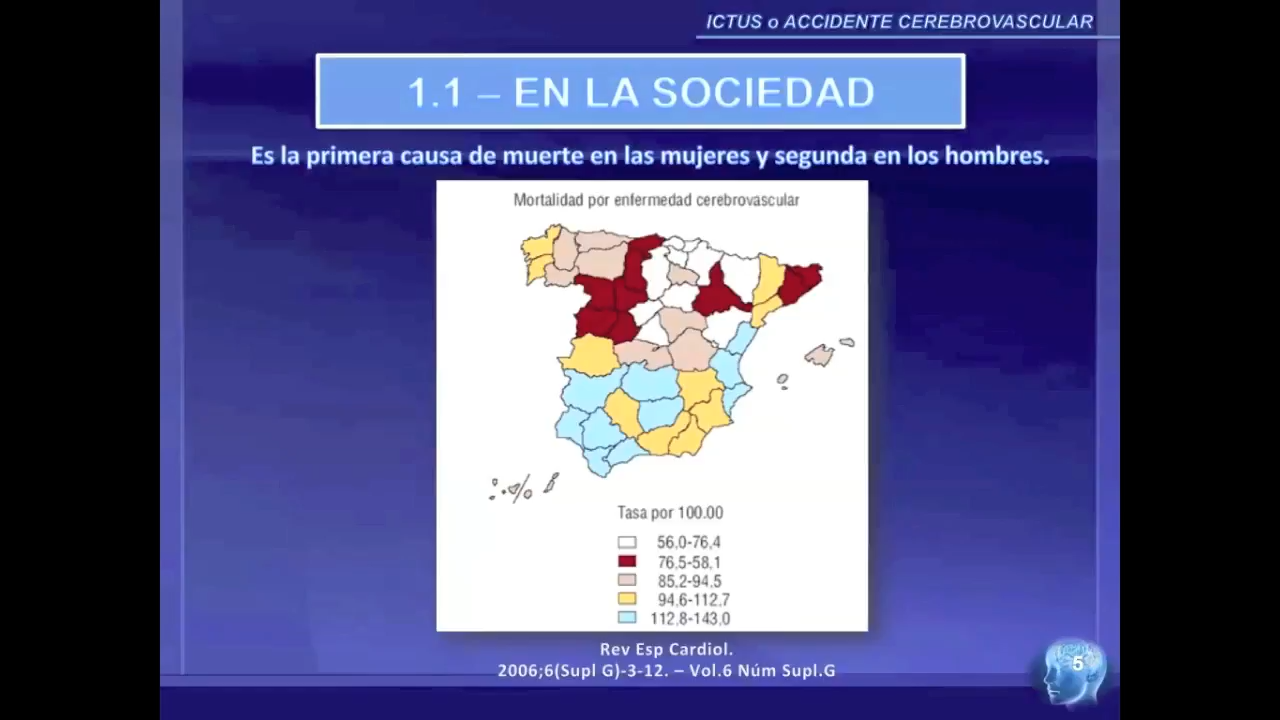 ICTUS o ACCIDENTE CEREBROVASCULAR
1.1 – EN LA SOCIEDAD
Es la primera causa de muerte en las mujeres y segunda en los hombres.
Mortalidad por enfermedad cerebrovascular
Tasa por 100.00
56,0-76,4
76,5-58,1
85,2-94,5
94,6-112,7
112,8-143,0
Rev Esp Cardiol.
2006;6(Supl G)-3-12. – Vol.6 Núm Supl.G
5